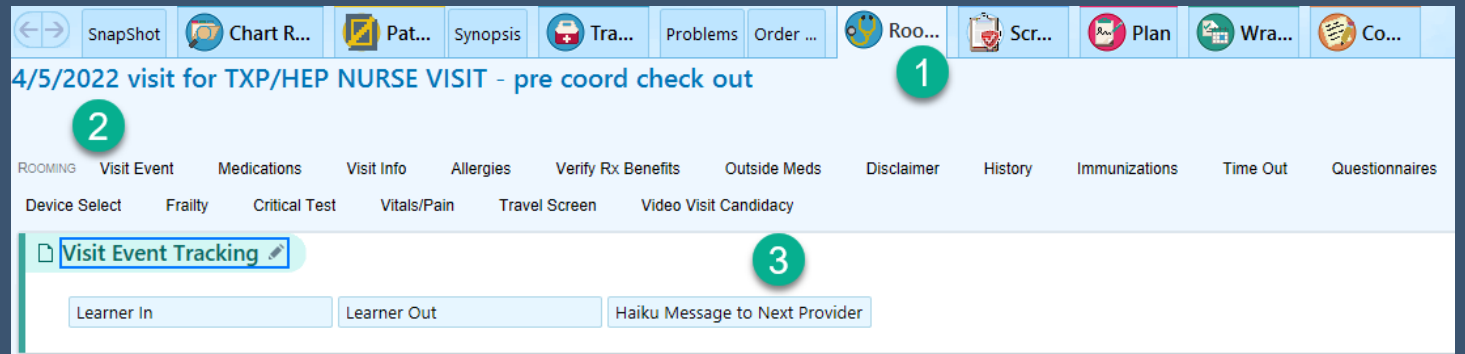 SnapShot Chart R... Pat... Synopsis Tra... Problems Order ... Roo... Scr... Plan Wra... Co...
1
4/5/2022 visit for TXP/HEP NURSE VISIT - pre coord check out
2
ROOMING Visit Event Medications Visit Info Allergies Verify Rx Benefits Outside Meds Disclaimer History Immunizations Time Out Questionnaires
Device Select Frailty Critical Test Vitals/Pain Travel Screen Video Visit Candidacy
Visit Event Tracking
3
Learner In Learner Out Haiku Message to Next Provider